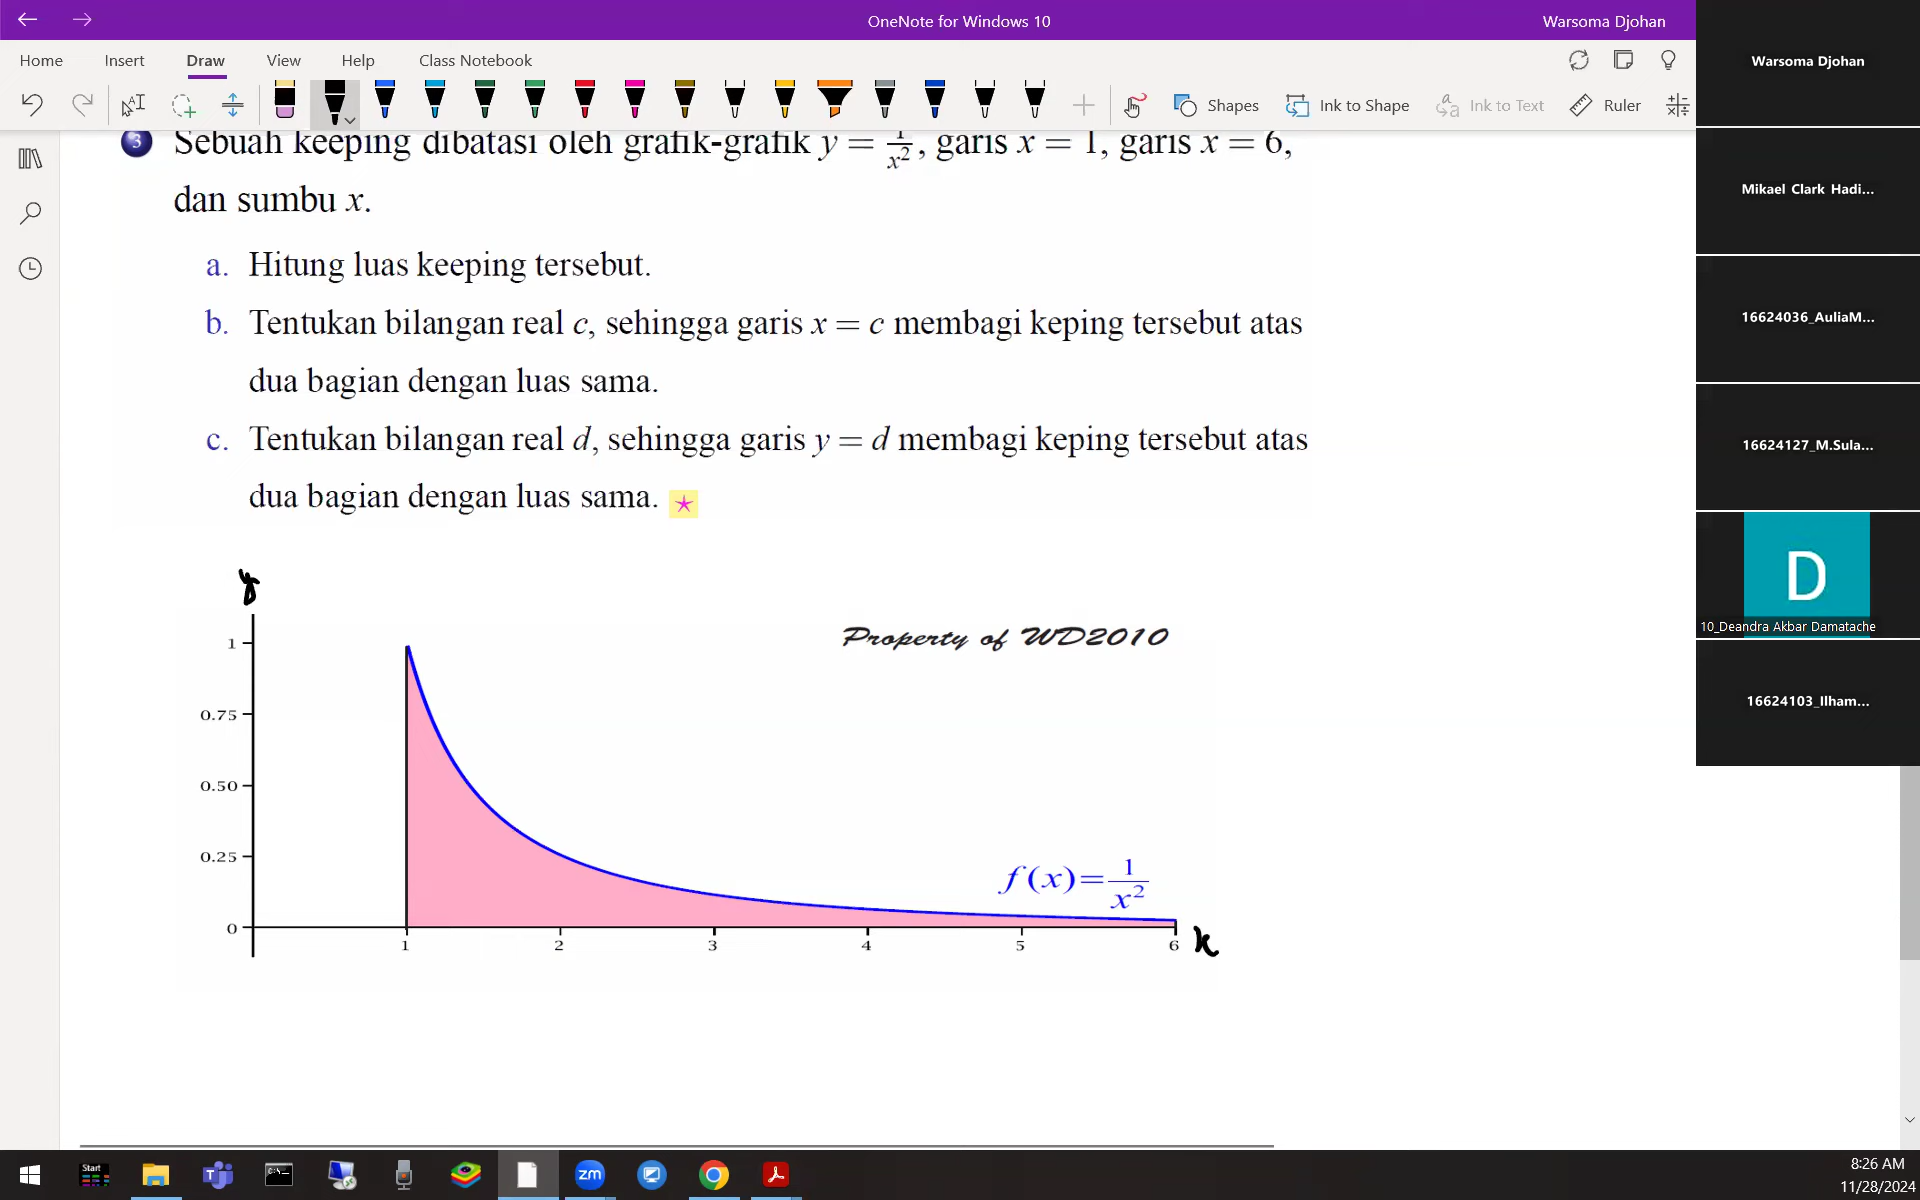 OneNote for Windows 10
Warsoma Djohan
Home Insert Draw View Help Class Notebook
Shapes Ink to Shape Ink to Text Ruler
3 Sebuah keeping dibatasi oleh grafik-grafik y = 1/x², garis x = 1, garis x = 6,
dan sumbu x.
a. Hitung luas keeping tersebut.
b. Tentukan bilangan real c, sehingga garis x = c membagi keping tersebut atas
dua bagian dengan luas sama.
c. Tentukan bilangan real d, sehingga garis y = d membagi keping tersebut atas
dua bagian dengan luas sama.
y
Property of WD2010
1
0.75
0.50
0.25
0
f(x)=1/x²
1 2 3 4 5 6 x
Warsoma Djohan
Mikael Clark Hadi...
16624036_AuliaM...
16624127_M.Sula...
D
10_Deandra Akbar Damatache
16624103_Ilham...
Start
zm
8:26 AM
11/28/2024